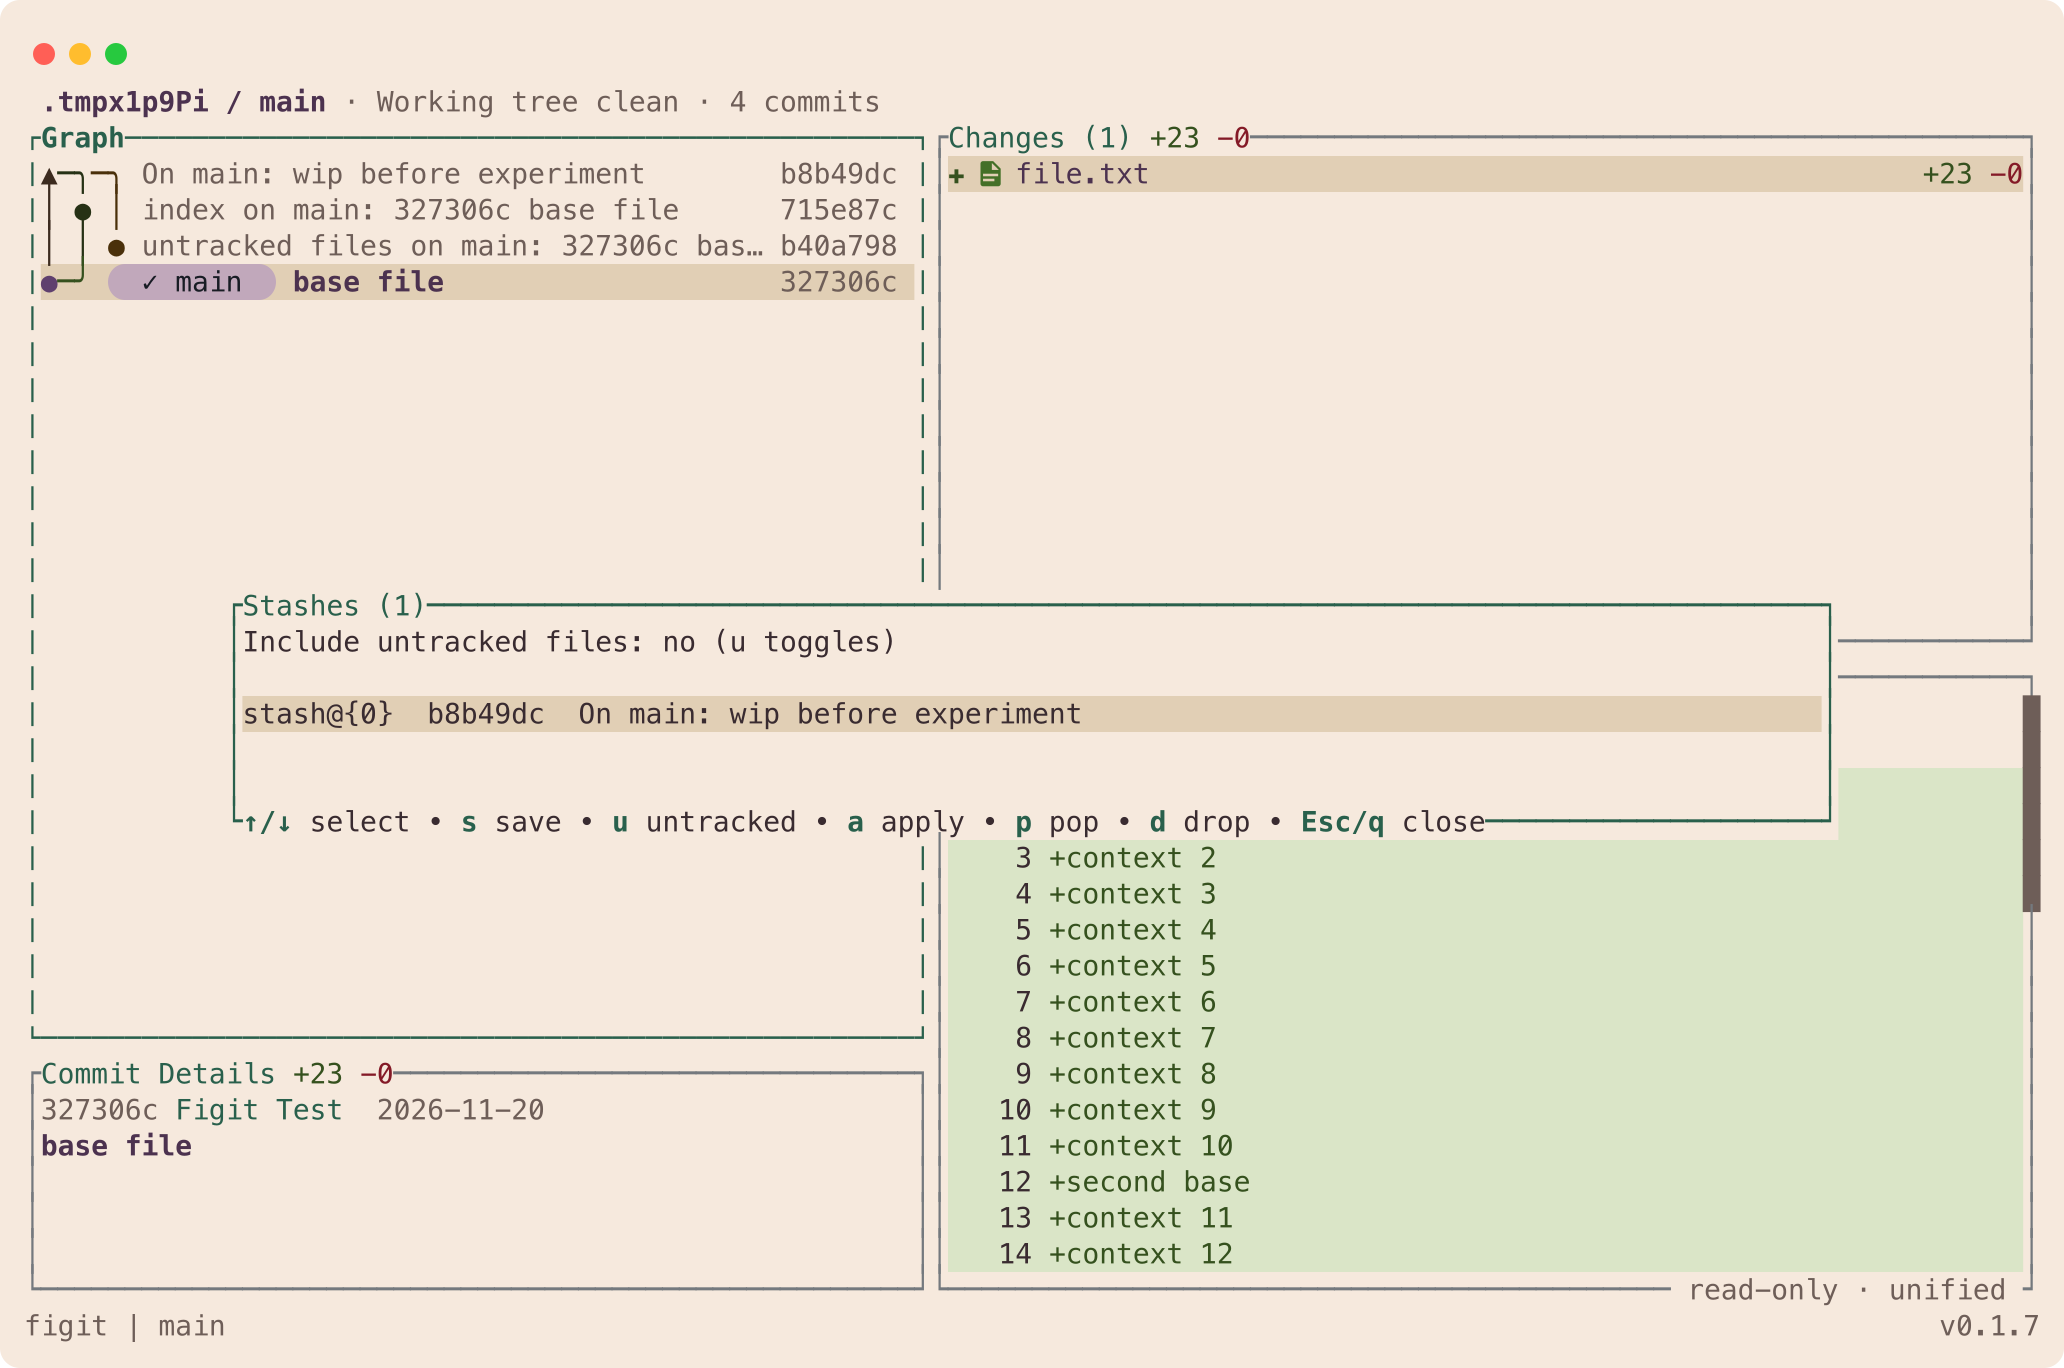 .tmpx1p9Pi / main · Working tree clean · 4 commits
Graph
On main: wip before experiment b8b49dc
index on main: 327306c base file 715e87c
untracked files on main: 327306c bas… b40a798
✓ main base file 327306c
Changes (1) +23 −0
+ file.txt +23 −0
Stashes (1)
Include untracked files: no (u toggles)
stash@{0} b8b49dc On main: wip before experiment
↑/↓ select • s save • u untracked • a apply • p pop • d drop • Esc/q close
3 +context 2
4 +context 3
5 +context 4
6 +context 5
7 +context 6
8 +context 7
9 +context 8
10 +context 9
11 +context 10
12 +second base
13 +context 11
14 +context 12
read−only · unified
Commit Details +23 −0
327306c Figit Test 2026−11−20
base file
figit | main
v0.1.7